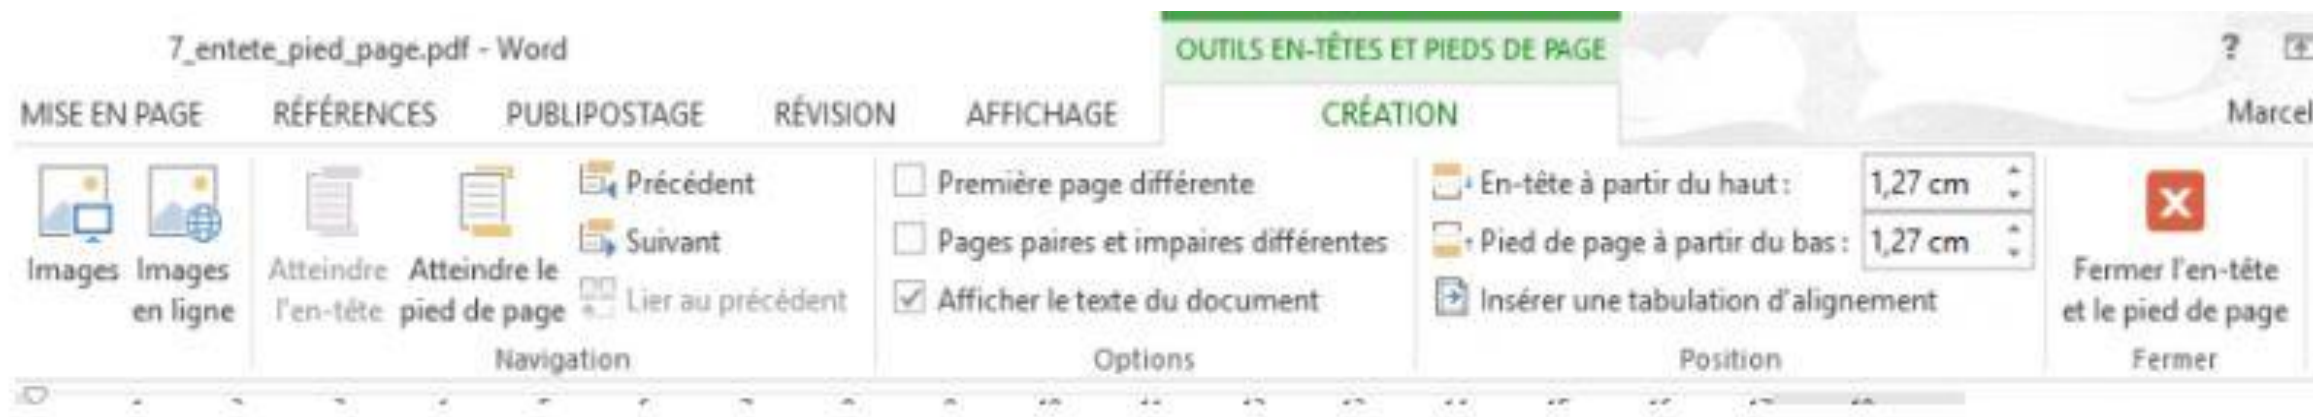 7_entete_pied_page.pdf - Word
OUTILS EN-TÊTES ET PIEDS DE PAGE
?
MISE EN PAGE RÉFÉRENCES PUBLIPOSTAGE RÉVISION AFFICHAGE CRÉATION
Marcel
Images
Images en ligne
Atteindre l'en-tête
Atteindre le pied de page
Précédent
Suivant
Lier au précédent
Navigation
Première page différente
Pages paires et impaires différentes
Afficher le texte du document
Options
En-tête à partir du haut : 1,27 cm
Pied de page à partir du bas : 1,27 cm
Insérer une tabulation d'alignement
Position
Fermer l'en-tête
et le pied de page
Fermer